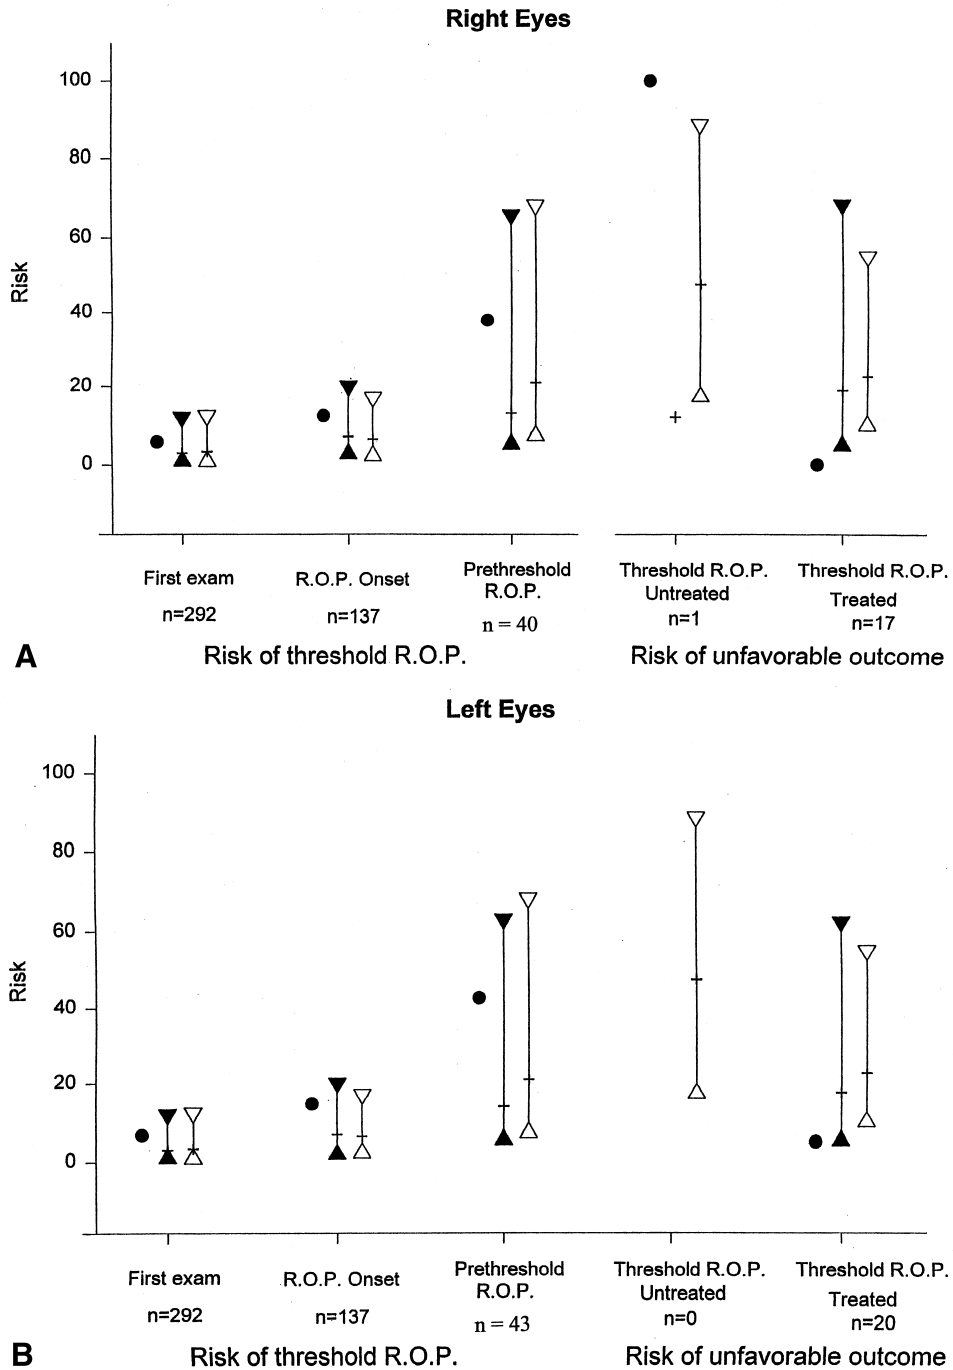 Right Eyes
100
80
60
40
20
0
Risk
First exam
n=292
R.O.P. Onset
n=137
Prethreshold
R.O.P.
n = 40
Threshold R.O.P.
Untreated
n=1
Threshold R.O.P.
Treated
n=17
A
Risk of threshold R.O.P.
Risk of unfavorable outcome
Left Eyes
100
80
60
40
20
0
Risk
First exam
n=292
R.O.P. Onset
n=137
Prethreshold
R.O.P.
n = 43
Threshold R.O.P.
Untreated
n=0
Threshold R.O.P.
Treated
n=20
B
Risk of threshold R.O.P.
Risk of unfavorable outcome